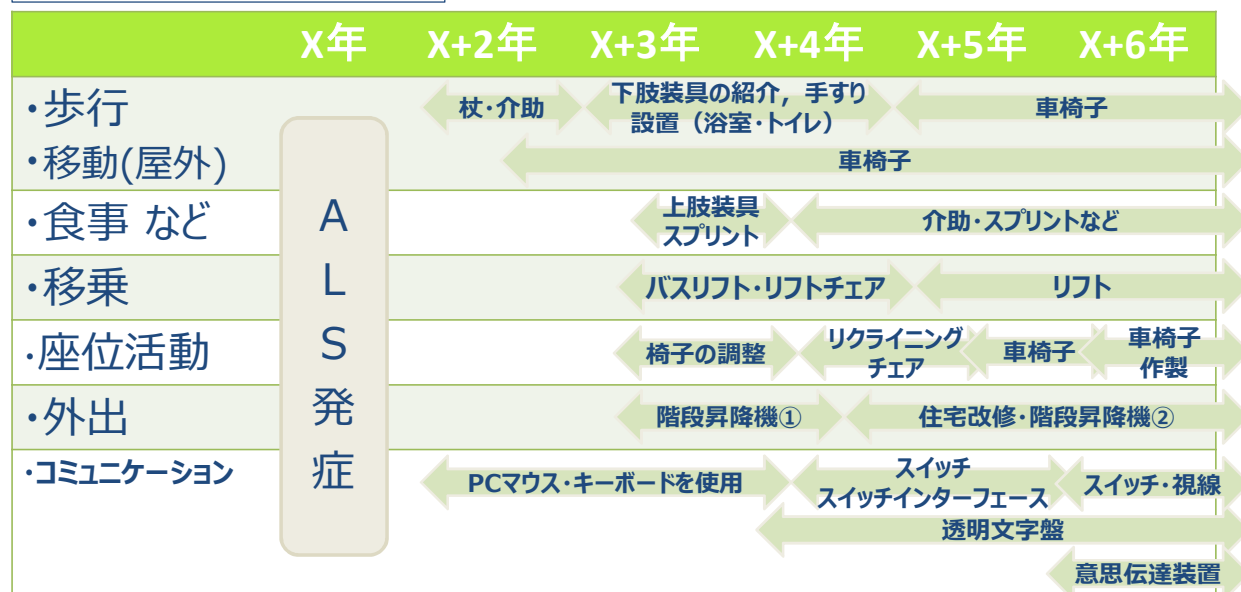 X年 X+2年 X+3年 X+4年 X+5年 X+6年
・歩行
杖・介助
下肢装具の紹介，手すり
設置（浴室・トイレ）
車椅子
・移動(屋外)
車椅子
・食事 など
上肢装具
スプリント
介助・スプリントなど
・移乗
バスリフト・リフトチェア
リフト
・座位活動
椅子の調整
リクライニング
チェア
車椅子
車椅子
作製
・外出
階段昇降機①
住宅改修・階段昇降機②
・コミュニケーション
PCマウス・キーボードを使用
スイッチ
スイッチインターフェース
スイッチ・視線
透明文字盤
意思伝達装置
A
L
S
発
症